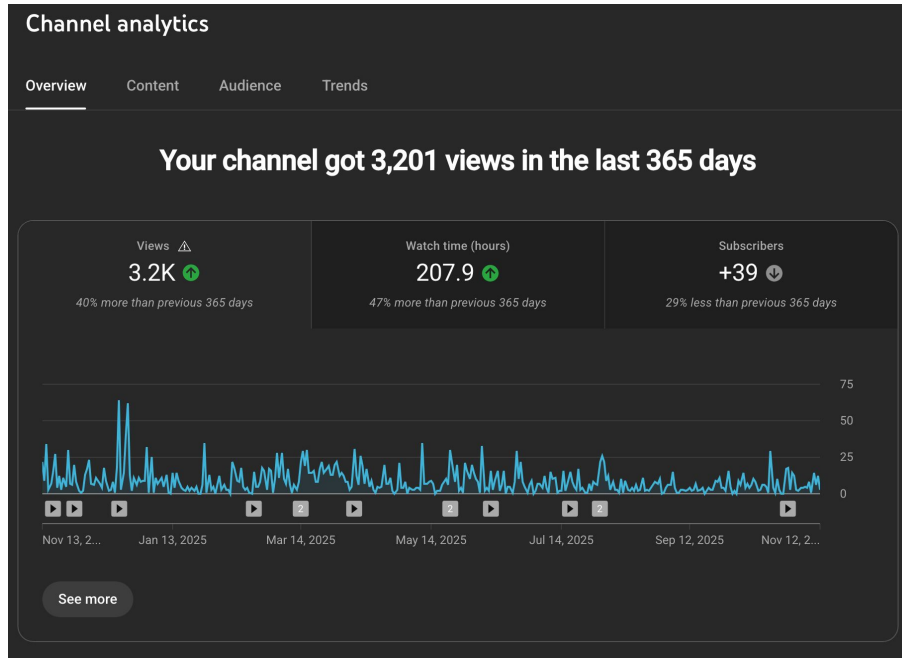 Channel analytics
Overview Content Audience Trends
Your channel got 3,201 views in the last 365 days
Views
3.2K
40% more than previous 365 days
Watch time (hours)
207.9
47% more than previous 365 days
Subscribers
+39
29% less than previous 365 days
75
50
25
0
2 2 2
Nov 13, 2... Jan 13, 2025 Mar 14, 2025 May 14, 2025 Jul 14, 2025 Sep 12, 2025 Nov 12, 2...
See more